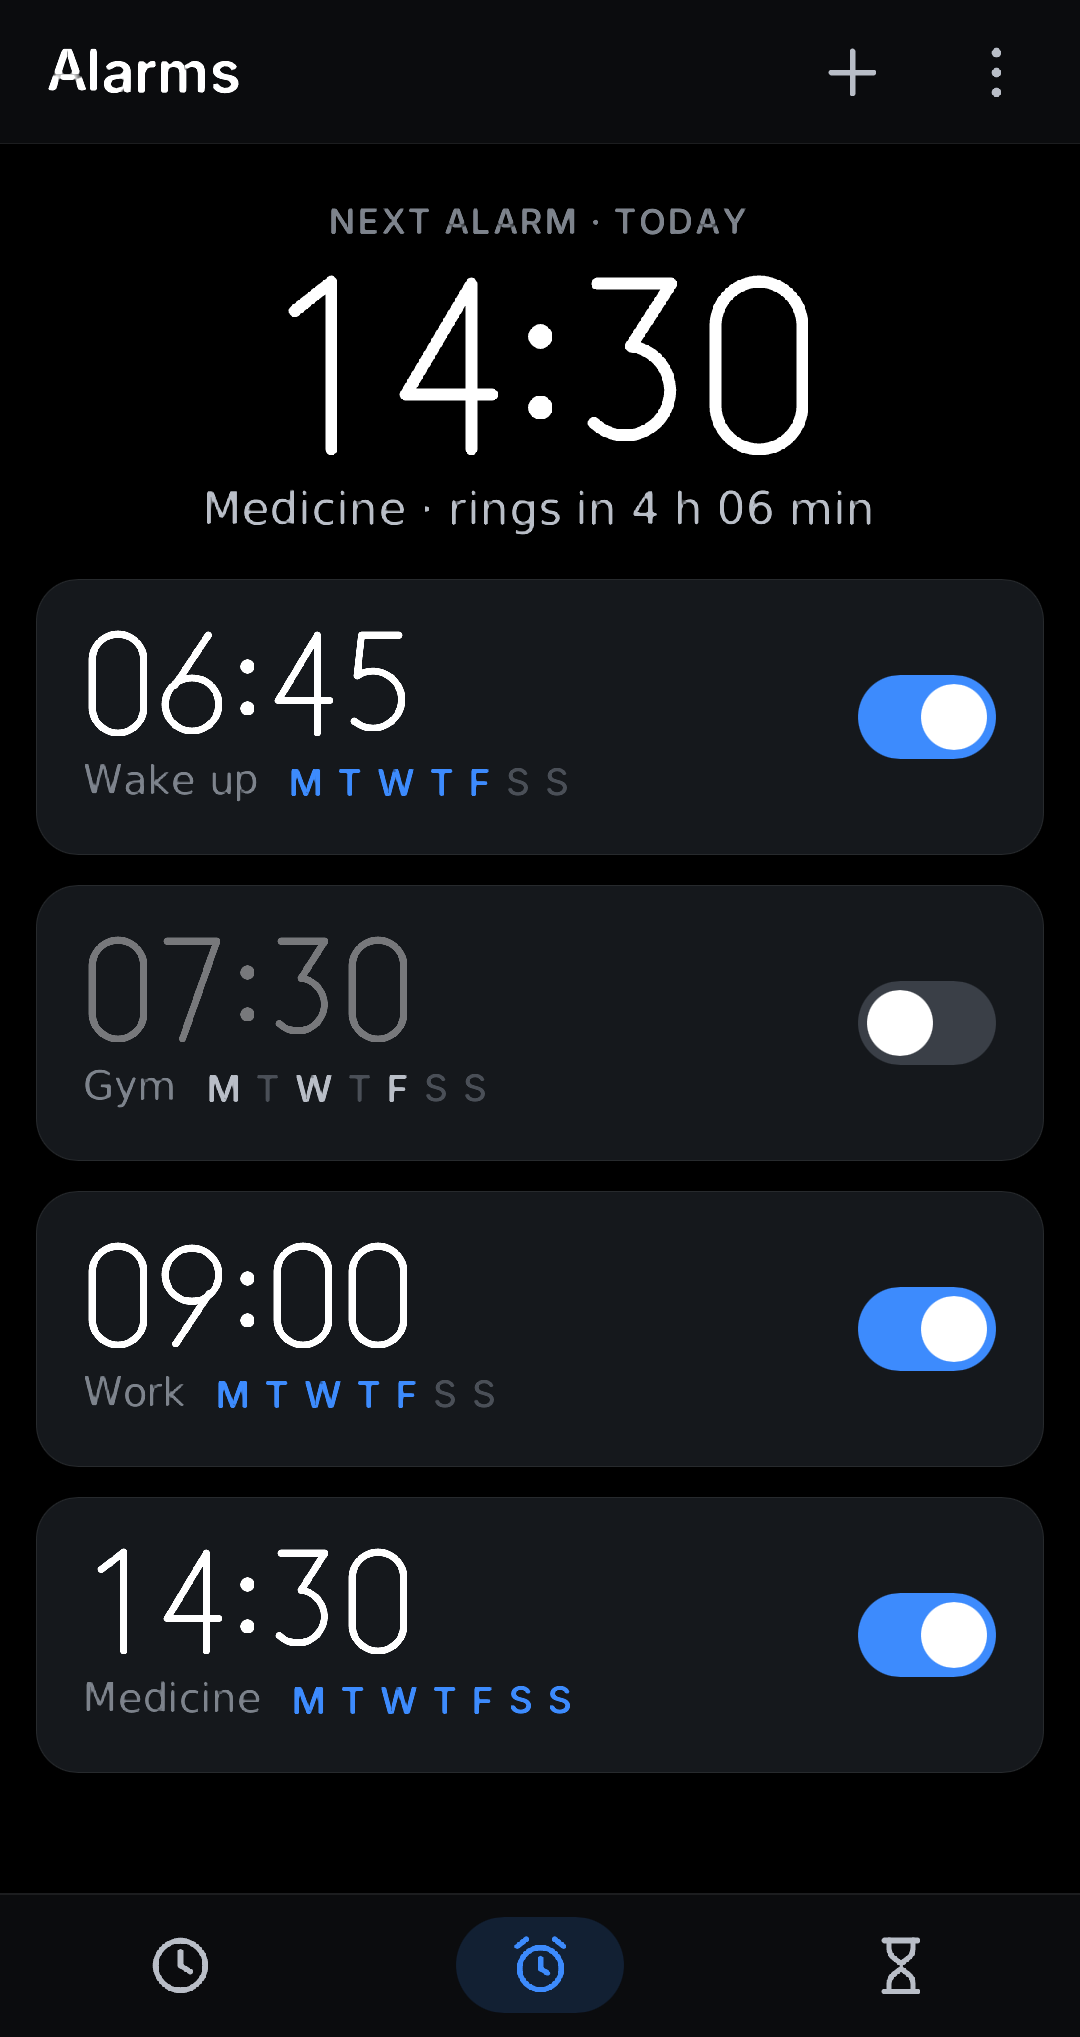 Alarms
NEXT ALARM · TODAY
14:30
Medicine · rings in 4 h 06 min
06:45
Wake up M T W T F S S
07:30
Gym M T W T F S S
09:00
Work M T W T F S S
14:30
Medicine M T W T F S S